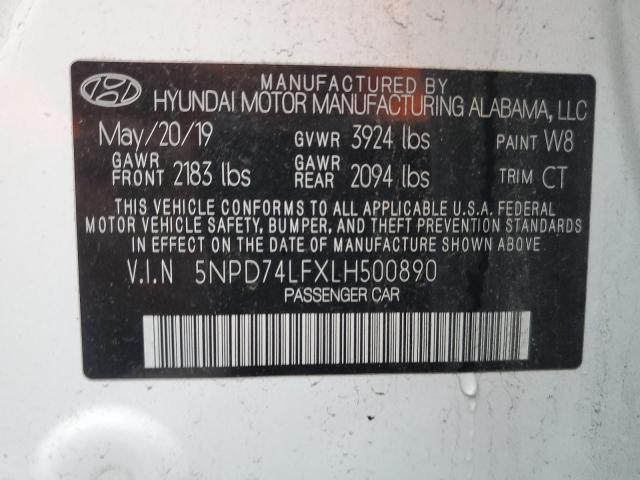 MANUFACTURED BY
HYUNDAI MOTOR MANUFACTURING ALABAMA, LLC
May/20/19 GVWR 3924 lbs PAINT W8
GAWR FRONT 2183 lbs GAWR REAR 2094 lbs TRIM CT
THIS VEHICLE CONFORMS TO ALL APPLICABLE U.S.A. FEDERAL
MOTOR VEHICLE SAFETY, BUMPER, AND THEFT PREVENTION STANDARDS
IN EFFECT ON THE DATE OF MANUFACTURE SHOWN ABOVE.
V.I.N 5NPD74LFXLH500890
PASSENGER CAR